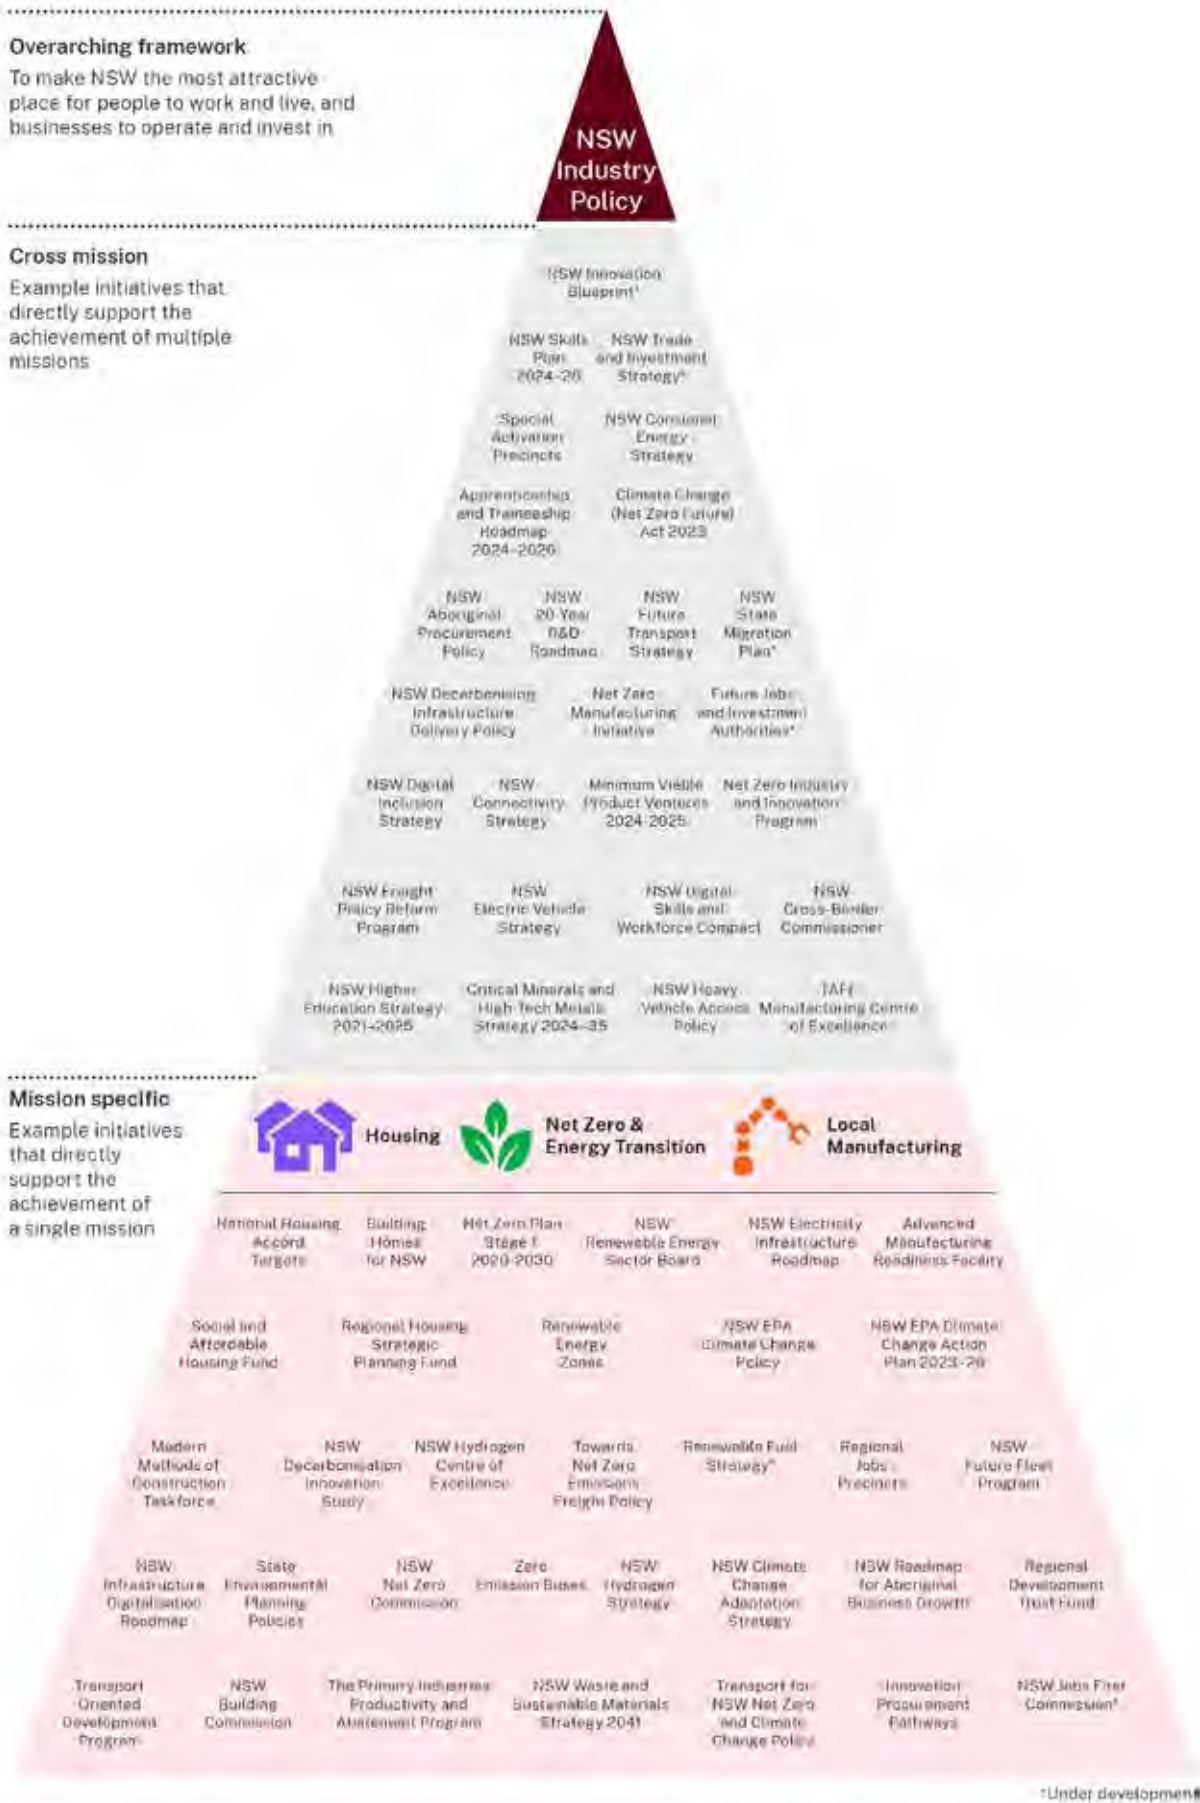 Overarching framework
To make NSW the most attractive
place for people to work and live, and
businesses to operate and invest in
NSW
Industry
Policy
Cross mission
Example initiatives that
directly support the
achievement of multiple
missions
NSW Innovation
Blueprint*
NSW Skills
Plan
2024–28
NSW Trade
and Investment
Strategy*
Special
Activation
Precincts
NSW Consumer
Energy
Strategy
Apprenticeship
and Traineeship
Roadmap
2024–2026
Climate Change
(Net Zero Future)
Act 2023
NSW
Aboriginal
Procurement
Policy
NSW
20-Year
R&D
Roadmap
NSW
Future
Transport
Strategy
NSW
State
Migration
Plan*
NSW Decarbonising
Infrastructure
Delivery Policy
Net Zero
Manufacturing
Initiative
Future Jobs
and Investment
Authorities*
NSW Digital
Inclusion
Strategy
NSW
Connectivity
Strategy
Minimum Viable
Product Ventures
2024-2025
Net Zero Industry
and Innovation
Program
NSW Freight
Policy Reform
Program
NSW
Electric Vehicle
Strategy
NSW Digital
Skills and
Workforce Compact
NSW
Cross-Border
Commissioner
NSW Higher
Education Strategy
2021–2025
Critical Minerals and
High-Tech Metals
Strategy 2024–35
NSW Heavy
Vehicle Access
Policy
TAFE
Manufacturing Centre
of Excellence
Mission specific
Example initiatives
that directly
support the
achievement of
a single mission
Housing
Net Zero &
Energy Transition
Local
Manufacturing
National Housing
Accord
Targets
Building
Homes
for NSW
Net Zero Plan
Stage 1
2020-2030
NSW
Renewable Energy
Sector Board
NSW Electricity
Infrastructure
Roadmap
Advanced
Manufacturing
Readiness Facility
Social and
Affordable
Housing Fund
Regional Housing
Strategic
Planning Fund
Renewable
Energy
Zones
NSW EPA
Climate Change
Policy
NSW EPA Climate
Change Action
Plan 2023–26
Modern
Methods of
Construction
Taskforce
NSW
Decarbonisation
Innovation
Study
NSW Hydrogen
Centre of
Excellence
Towards
Net Zero
Emissions
Freight Policy
Renewable Fuel
Strategy*
Regional
Jobs
Precincts
NSW
Future Fleet
Program
NSW
Infrastructure
Digitalisation
Roadmap
State
Environmental
Planning
Policies
NSW
Net Zero
Commission
Zero
Emission Buses
NSW
Hydrogen
Strategy
NSW Climate
Change
Adaptation
Strategy
NSW Roadmap
for Aboriginal
Business Growth
Regional
Development
Trust Fund
Transport
Oriented
Development
Program
NSW
Building
Commission
The Primary Industries
Productivity and
Abatement Program
NSW Waste and
Sustainable Materials
Strategy 2041
Transport for
NSW Net Zero
and Climate
Change Policy
Innovation
Procurement
Pathways
NSW Jobs First
Commission*
*Under development